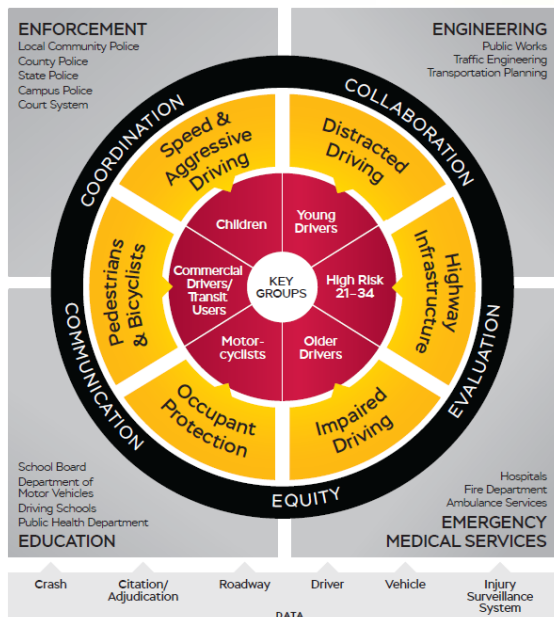 ENFORCEMENT
Local Community Police
County Police
State Police
Campus Police
Court System
ENGINEERING
Public Works
Traffic Engineering
Transportation Planning
COORDINATION
COLLABORATION
Speed &
Aggressive
Driving
Distracted
Driving
Children
Young
Drivers
Pedestrians
& Bicyclists
Commercial
Drivers/
Transit
Users
KEY
GROUPS
High Risk
21–34
Highway
Infrastructure
Motor-
cyclists
Older
Drivers
Occupant
Protection
Impaired
Driving
COMMUNICATION
EVALUATION
EQUITY
School Board
Department of
Motor Vehicles
Driving Schools
Public Health Department
EDUCATION
Hospitals
Fire Department
Ambulance Services
EMERGENCY
MEDICAL SERVICES
Crash
Citation/
Adjudication
Roadway
Driver
Vehicle
Injury
Surveillance
System
DATA